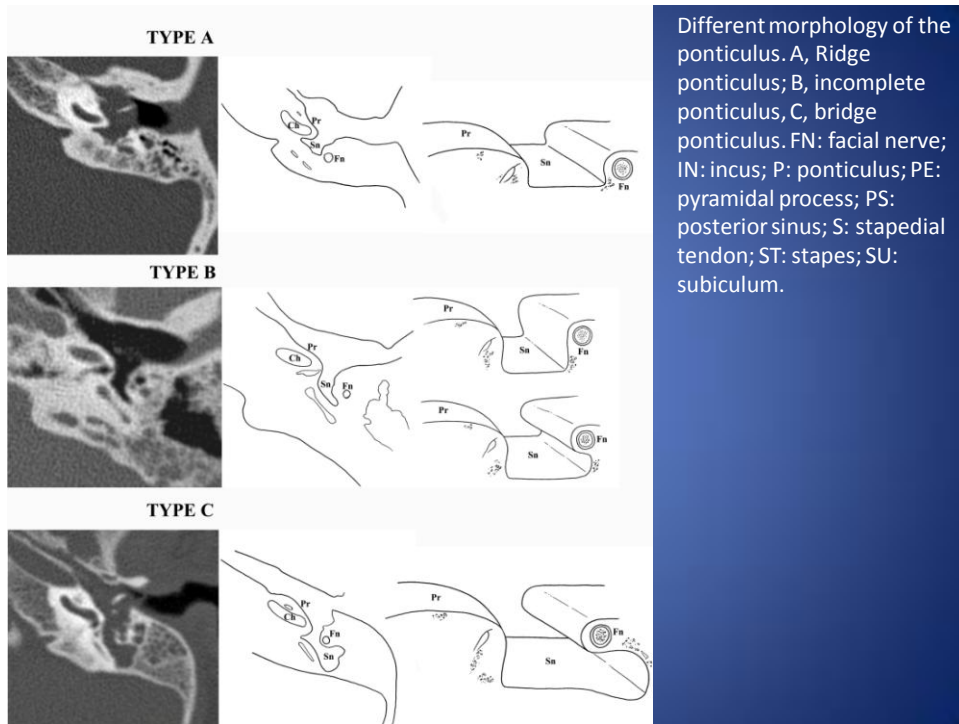 TYPE A
Pr
Ch
Sn
Fn
Pr
Sn
Fn
TYPE B
Pr
Ch
Sn
Fn
Pr
Sn
Fn
Pr
Sn
Fn
TYPE C
Pr
Ch
Fn
Sn
Pr
Sn
Fn
Different morphology of the
ponticulus. A, Ridge
ponticulus; B, incomplete
ponticulus, C, bridge
ponticulus. FN: facial nerve;
IN: incus; P: ponticulus; PE:
pyramidal process; PS:
posterior sinus; S: stapedial
tendon; ST: stapes; SU:
subiculum.